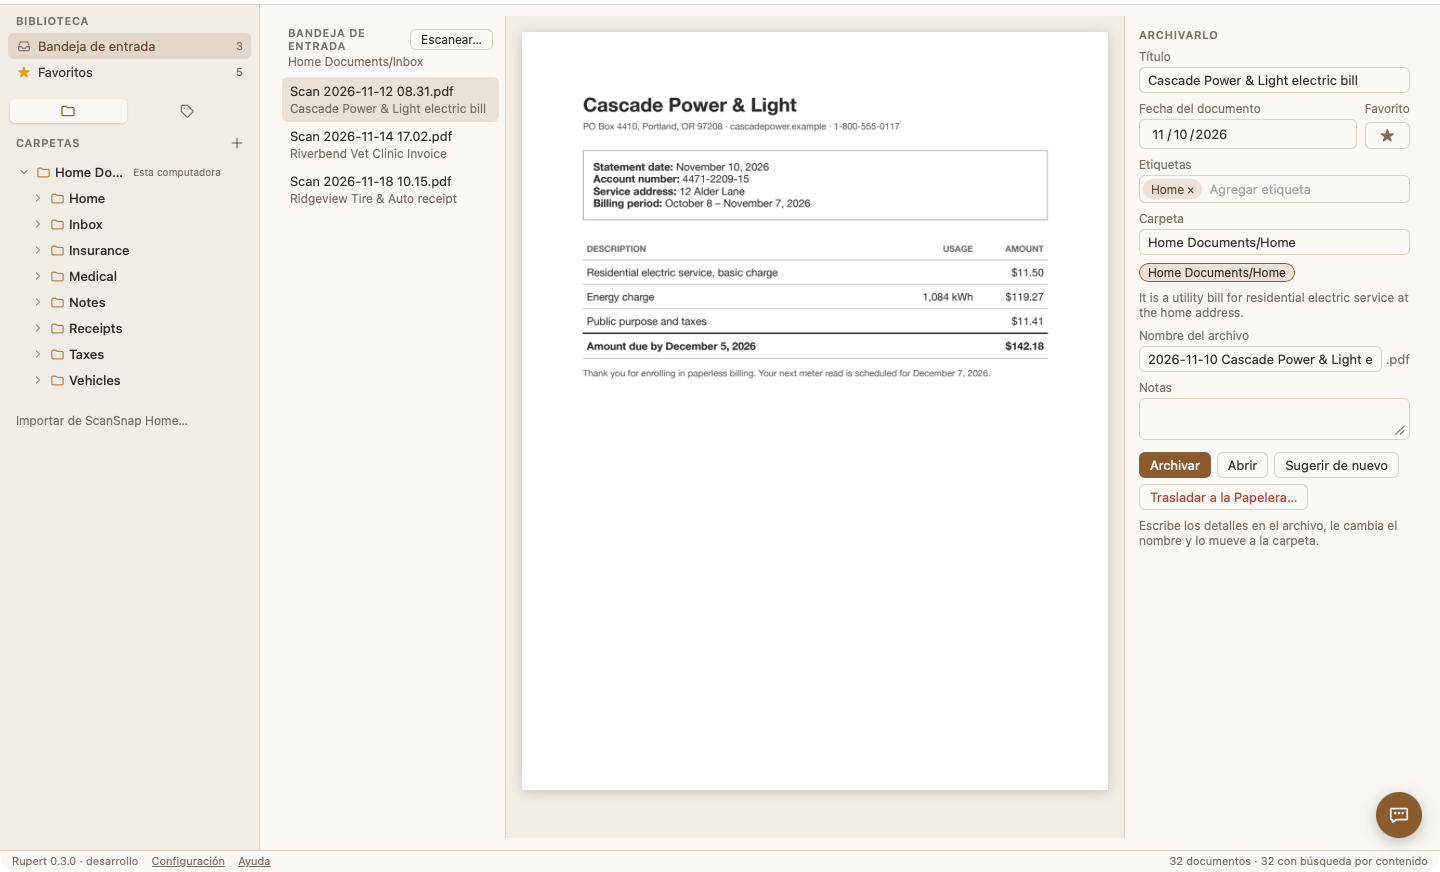 BIBLIOTECA
Bandeja de entrada 3
Favoritos 5
CARPETAS
Home Do... Esta computadora
Home
Inbox
Insurance
Medical
Notes
Receipts
Taxes
Vehicles
Importar de ScanSnap Home...
BANDEJA DE
ENTRADA
Escanear...
Home Documents/Inbox
Scan 2026-11-12 08.31.pdf
Cascade Power & Light electric bill
Scan 2026-11-14 17.02.pdf
Riverbend Vet Clinic Invoice
Scan 2026-11-18 10.15.pdf
Ridgeview Tire & Auto receipt
Cascade Power & Light
PO Box 4410, Portland, OR 97208 · cascadepower.example · 1-800-555-0117
Statement date: November 10, 2026
Account number: 4471-2209-15
Service address: 12 Alder Lane
Billing period: October 8 – November 7, 2026
DESCRIPTION USAGE AMOUNT
Residential electric service, basic charge $11.50
Energy charge 1,084 kWh $119.27
Public purpose and taxes $11.41
Amount due by December 5, 2026 $142.18
Thank you for enrolling in paperless billing. Your next meter read is scheduled for December 7, 2026.
ARCHIVARLO
Título
Cascade Power & Light electric bill
Fecha del documento Favorito
11/10/2026
Etiquetas
Home × Agregar etiqueta
Carpeta
Home Documents/Home
Home Documents/Home
It is a utility bill for residential electric service at
the home address.
Nombre del archivo
2026-11-10 Cascade Power & Light e .pdf
Notas
Archivar Abrir Sugerir de nuevo
Trasladar a la Papelera...
Escribe los detalles en el archivo, le cambia el
nombre y lo mueve a la carpeta.
Rupert 0.3.0 · desarrollo Configuración Ayuda
32 documentos · 32 con búsqueda por contenido